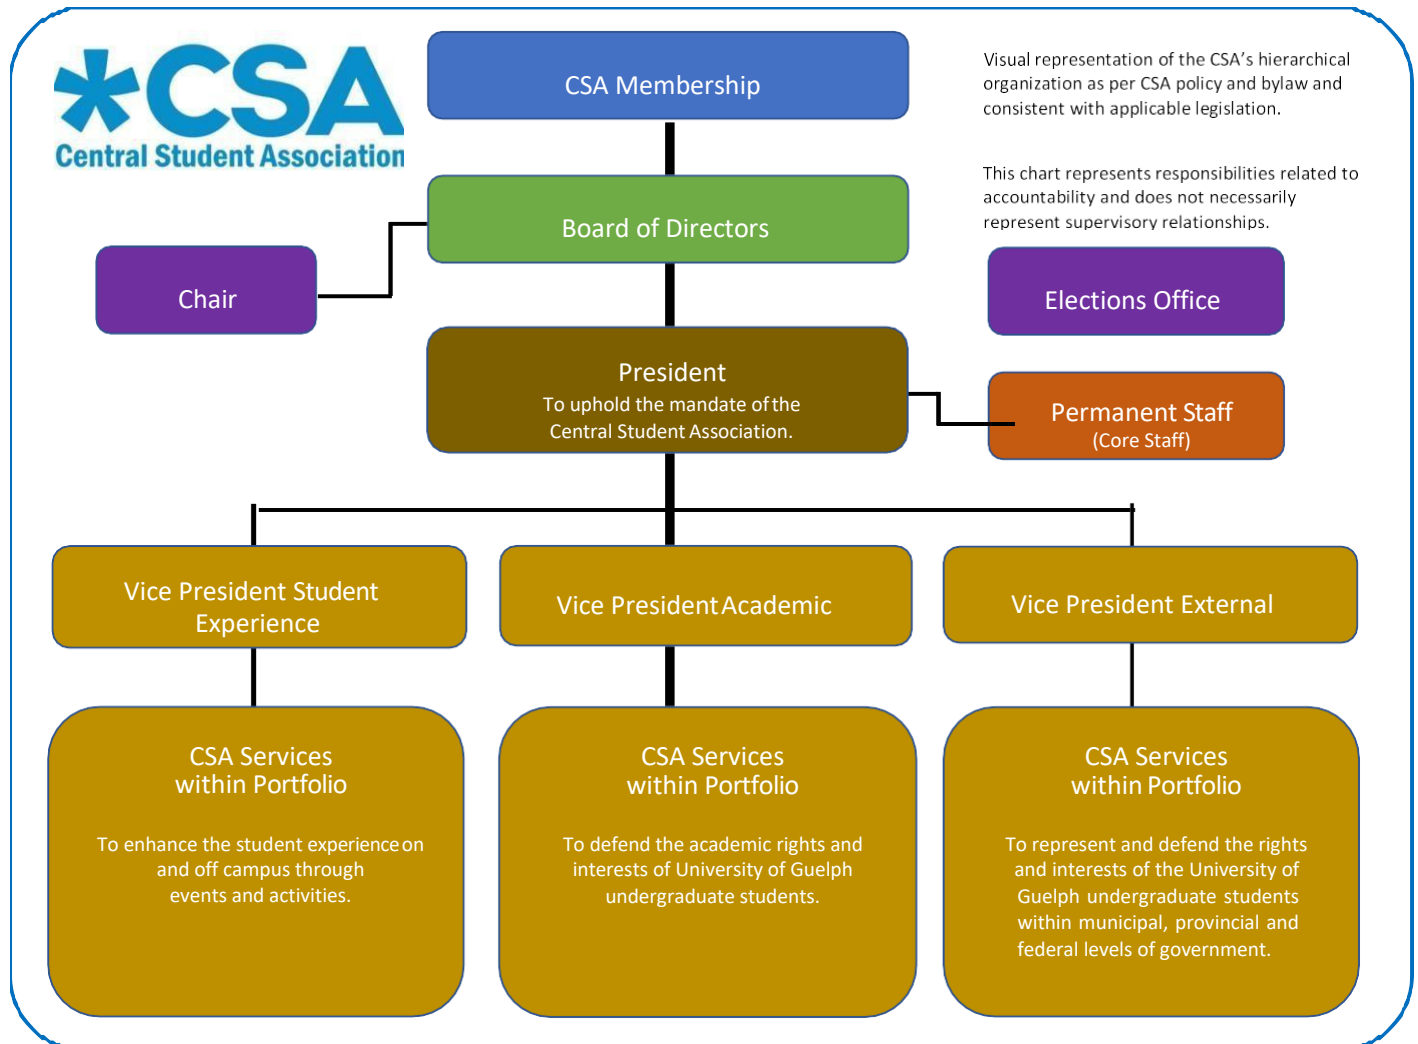 *CSA
Central Student Association
CSA Membership
Visual representation of the CSA's hierarchical
organization as per CSA policy and bylaw and
consistent with applicable legislation.
This chart represents responsibilities related to
accountability and does not necessarily
represent supervisory relationships.
Board of Directors
Chair
Elections Office
President
To uphold the mandate of the
Central Student Association.
Permanent Staff
(Core Staff)
Vice President Student
Experience
Vice President Academic
Vice President External
CSA Services
within Portfolio
To enhance the student experience on
and off campus through
events and activities.
CSA Services
within Portfolio
To defend the academic rights and
interests of University of Guelph
undergraduate students.
CSA Services
within Portfolio
To represent and defend the rights
and interests of the University of
Guelph undergraduate students
within municipal, provincial and
federal levels of government.